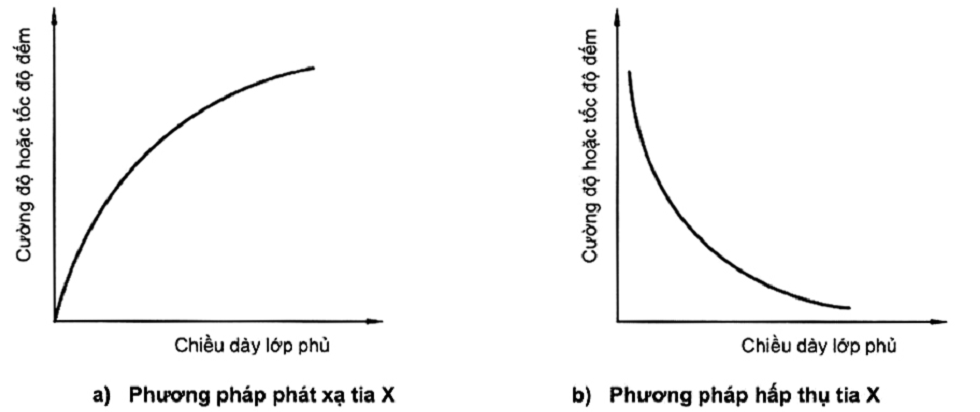 Cường độ hoặc tốc độ đếm
Chiều dày lớp phủ
a) Phương pháp phát xạ tia X
Cường độ hoặc tốc độ đếm
Chiều dày lớp phủ
b) Phương pháp hấp thụ tia X